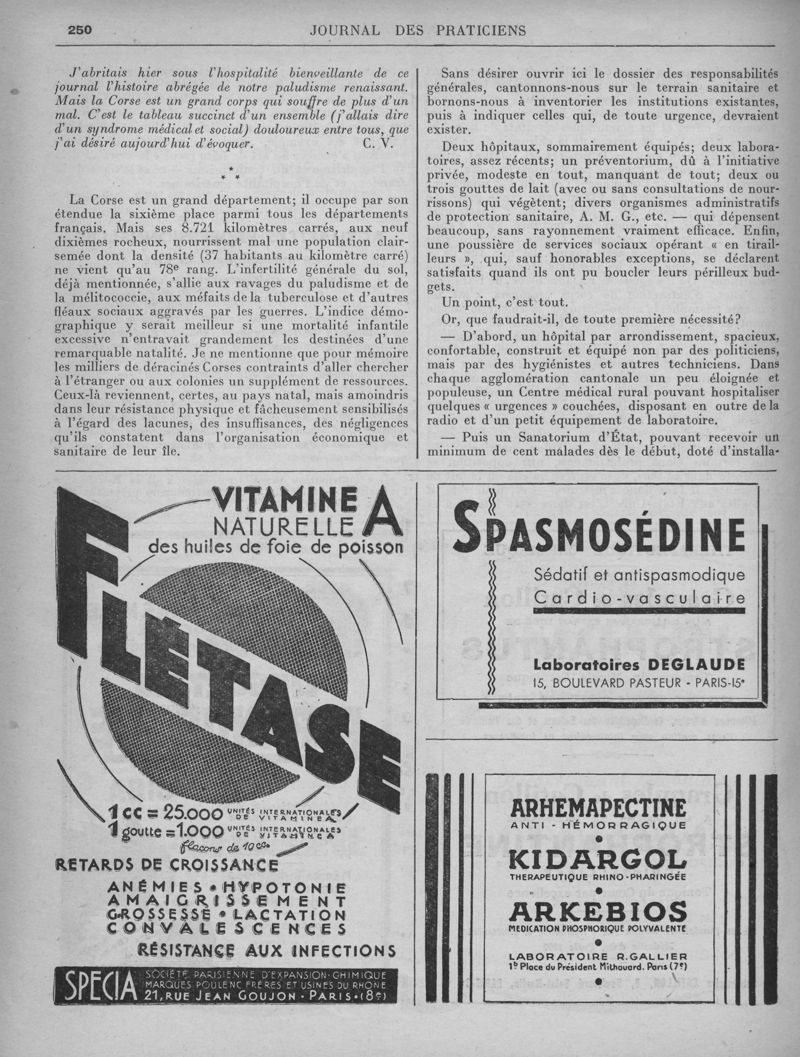 250
JOURNAL DES PRATICIENS
J'abritais hier sous l'hospitalité bienveillante de ce
journal l'histoire abrégée de notre paludisme renaissant.
Mais la Corse est un grand corps qui souffre de plus d'un
mal. C'est le tableau succinct d'un ensemble (j'allais dire
d'un syndrome médical et social) douloureux entre tous, que
j'ai désiré aujourd'hui d'évoquer. C. V.
* * *
La Corse est un grand département; il occupe par son
étendue la sixième place parmi tous les départements
français. Mais ses 8.721 kilomètres carrés, aux neuf
dixièmes rocheux, nourrissent mal une population clair-
semée dont la densité (37 habitants au kilomètre carré)
ne vient qu'au 78e rang. L'infertilité générale du sol,
déjà mentionnée, s'allie aux ravages du paludisme et de
la mélitococcie, aux méfaits de la tuberculose et d'autres
fléaux sociaux aggravés par les guerres. L'indice démo-
graphique y serait meilleur si une mortalité infantile
excessive n'entravait grandement les destinées d'une
remarquable natalité. Je ne mentionne que pour mémoire
les milliers de déracinés Corses contraints d'aller chercher
à l'étranger ou aux colonies un supplément de ressources.
Ceux-là reviennent, certes, au pays natal, mais amoindris
dans leur résistance physique et fâcheusement sensibilisés
à l'égard des lacunes, des insuffisances, des négligences
qu'ils constatent dans l'organisation économique et
sanitaire de leur île.
Sans désirer ouvrir ici le dossier des responsabilités
générales, cantonnons-nous sur le terrain sanitaire et
bornons-nous à inventorier les institutions existantes,
puis à indiquer celles qui, de toute urgence, devraient
exister.
Deux hôpitaux, sommairement équipés; deux labora-
toires, assez récents; un préventorium, dû à l'initiative
privée, modeste en tout, manquant de tout; deux ou
trois gouttes de lait (avec ou sans consultations de nour-
rissons) qui végètent; divers organismes administratifs
de protection sanitaire, A. M. G., etc. — qui dépensent
beaucoup, sans rayonnement vraiment efficace. Enfin,
une poussière de services sociaux opérant « en tirail-
leurs », qui, sauf honorables exceptions, se déclarent
satisfaits quand ils ont pu boucler leurs périlleux bud-
gets.
Un point, c'est tout.
Or, que faudrait-il, de toute première nécessité?
— D'abord, un hôpital par arrondissement, spacieux,
confortable, construit et équipé non par des politiciens,
mais par des hygiénistes et autres techniciens. Dans
chaque agglomération cantonale un peu éloignée et
populeuse, un Centre médical rural pouvant hospitaliser
quelques « urgences » couchées, disposant en outre de la
radio et d'un petit équipement de laboratoire.
— Puis un Sanatorium d'État, pouvant recevoir un
minimum de cent malades dès le début, doté d'installa-
VITAMINE A
NATURELLE
des huiles de foie de poisson
FLÉTASE
1 CC = 25.000 UNITÉS INTERNATIONALES DE VITAMINE A
1 goutte = 1.000 UNITÉS INTERNATIONALES DE VITAMINE A
flacons de 10 cc.
RETARDS DE CROISSANCE
ANÉMIES • HYPOTONIE
AMAIGRISSEMENT
GROSSESSE • LACTATION
CONVALESCENCES
RÉSISTANCE AUX INFECTIONS
SPECIA
SOCIÉTÉ PARISIENNE D'EXPANSION-CHIMIQUE
MARQUES POULENC FRÈRES ET USINES DU RHÔNE
21, RUE JEAN GOUJON • PARIS • (8e)
SPASMOSÉDINE
Sédatif et antispasmodique
Cardio-vasculaire
Laboratoires DEGLAUDE
15, BOULEVARD PASTEUR - PARIS-15e
ARHEMAPECTINE
ANTI - HÉMORRAGIQUE
KIDARGOL
THERAPEUTIQUE RHINO-PHARINGÉE
ARKEBIOS
MEDICATION PHOSPHORIQUE POLYVALENTE
LABORATOIRE R. GALLIER
1b Place du Président Mithouard. Paris (7e)